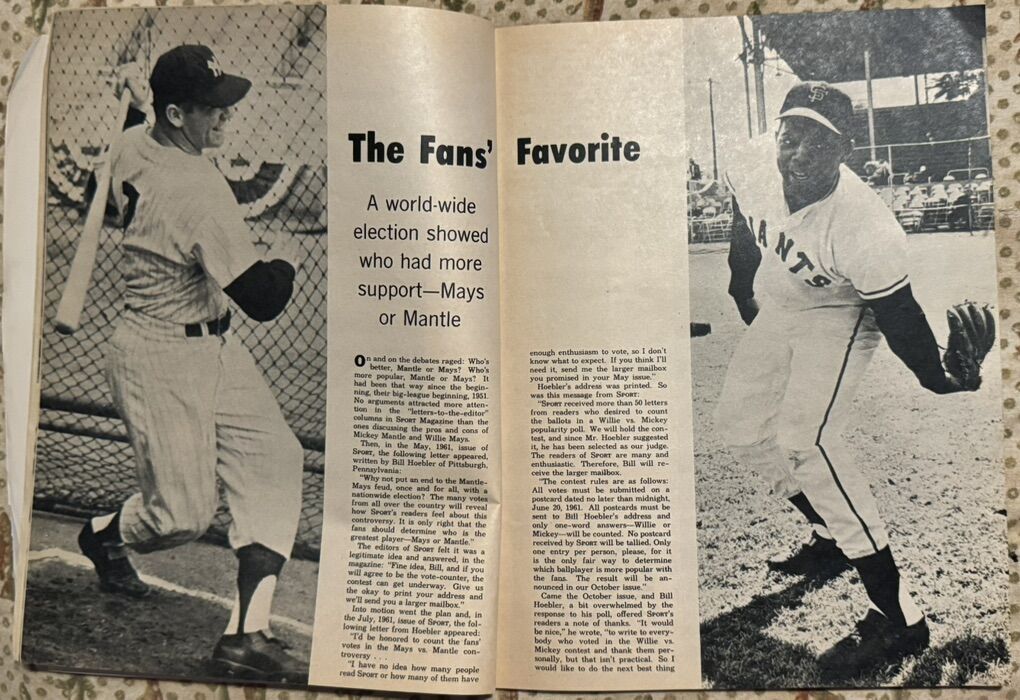 The Fans' Favorite
A world-wide
election showed
who had more
support—Mays
or Mantle
On and on the debates raged: Who's
better, Mantle or Mays? Who's
more popular, Mantle or Mays? It
had been that way since the begin-
ning, their big-league beginning, 1951.
No arguments attracted more atten-
tion in the "letters-to-the-editor"
columns in SPORT Magazine than the
ones discussing the pros and cons of
Mickey Mantle and Willie Mays.
Then, in the May, 1961, issue of
SPORT, the following letter appeared,
written by Bill Hoebler of Pittsburgh,
Pennsylvania:
"Why not put an end to the Mantle-
Mays feud, once and for all, with a
nationwide election? The many votes
from all over the country will reveal
how SPORT's readers feel about this
controversy. It is only right that the
fans should determine who is the
greatest player—Mays or Mantle."
The editors of SPORT felt it was a
legitimate idea and answered, in the
magazine: "Fine idea, Bill, and if you
will agree to be the vote-counter, the
contest can get underway. Give us
the okay to print your address and
we'll send you a larger mailbox."
Into motion went the plan and, in
the July, 1961, issue of SPORT, the fol-
lowing letter from Hoebler appeared:
"I'd be honored to count the fans'
votes in the Mays vs. Mantle con-
troversy . . .
"I have no idea how many people
read SPORT or how many of them have
enough enthusiasm to vote, so I don't
know what to expect. If you think I'll
need it, send me the larger mailbox
you promised in your May issue."
Hoebler's address was printed. So
was this message from SPORT:
"SPORT received more than 50 letters
from readers who desired to count
the ballots in a Willie vs. Mickey
popularity poll. We will hold the con-
test, and since Mr. Hoebler suggested
it, he has been selected as our judge.
The readers of SPORT are many and
enthusiastic. Therefore, Bill will re-
ceive the larger mailbox.
"The contest rules are as follows:
All votes must be submitted on a
postcard dated no later than midnight,
June 20, 1961. All postcards must be
sent to Bill Hoebler's address and
only one-word answers—Willie or
Mickey—will be counted. No postcard
received by SPORT will be tallied. Only
one entry per person, please, for it
is the only fair way to determine
which ballplayer is more popular with
the fans. The result will be an-
nounced in our October issue."
Came the October issue, and Bill
Hoebler, a bit overwhelmed by the
response to his poll, offered SPORT's
readers a note of thanks. "It would
be nice," he wrote, "to write to every-
body who voted in the Willie vs.
Mickey contest and thank them per-
sonally, but that isn't practical. So I
would like to do the next best thing
SF
IANTS